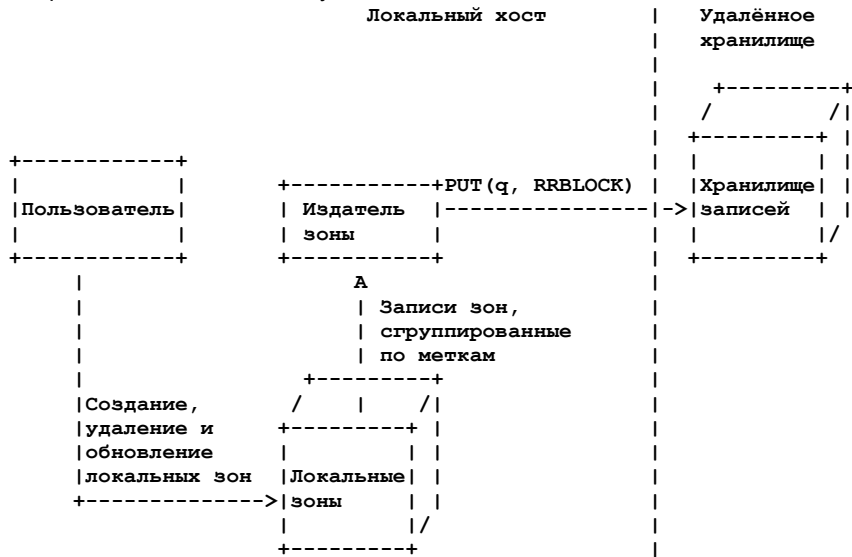 Локальный хост Удалённое
хранилище
PUT(q, RRBLOCK)
Пользователь Издатель Хранилище
зоны записей
A
Записи зон,
сгруппированные
по меткам
Создание,
удаление и
обновление
локальных зон Локальные
зоны